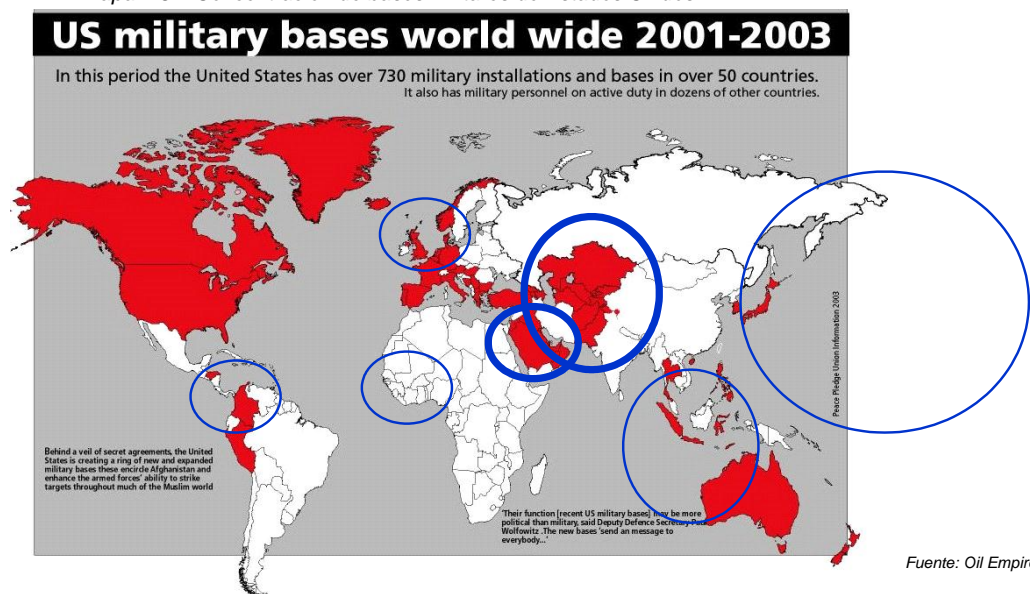 US military bases world wide 2001-2003
In this period the United States has over 730 military installations and bases in over 50 countries.
It also has military personnel on active duty in dozens of other countries.
Peace Pledge Union Information 2003
Behind a veil of secret agreements, the United
States is creating a ring of new and expanded
military bases these encirde Afghanistan and
enhance the armed forces' ability to strike
targets throughout much of the Muslim world
'Their function [recent US military bases] may be more
political than military, said Deputy Defence Secretary
Wolfowitz .The new bases 'send an message to
everybody...'
Fuente: Oil Empire